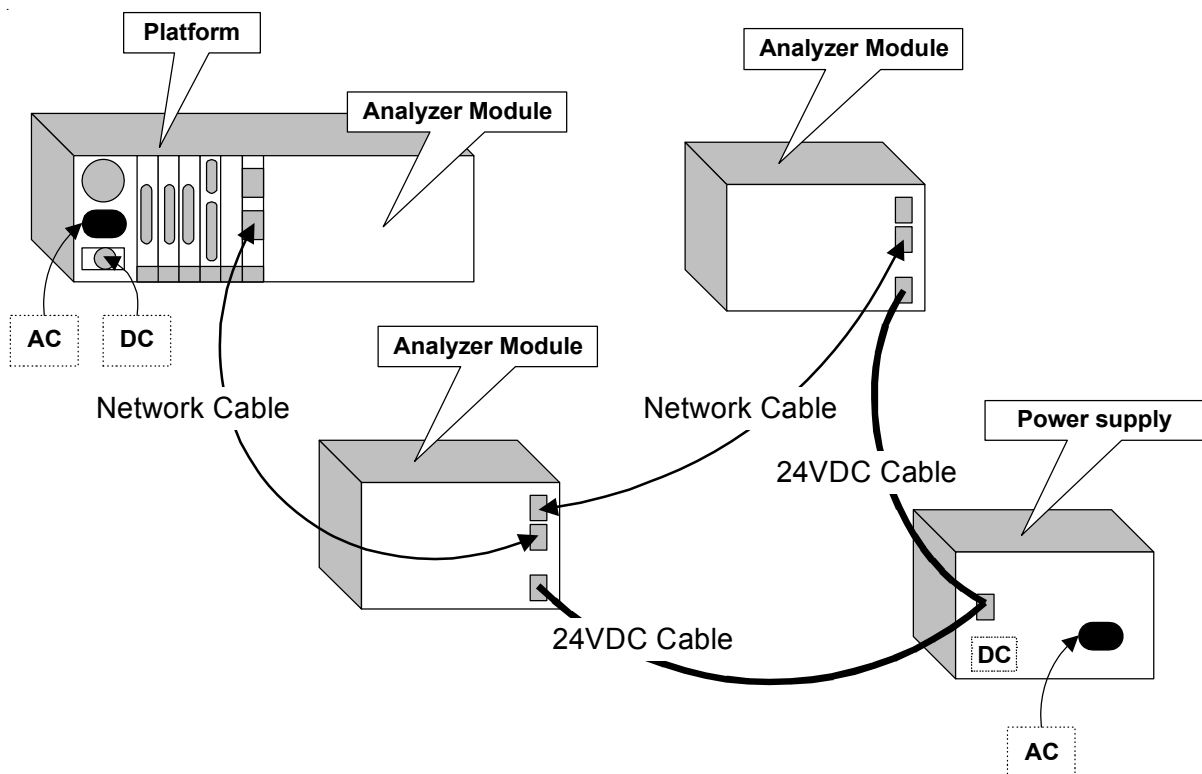 Platform
Analyzer Module
Analyzer Module
AC
DC
Analyzer Module
Network Cable
Network Cable
Power supply
24VDC Cable
24VDC Cable
DC
AC